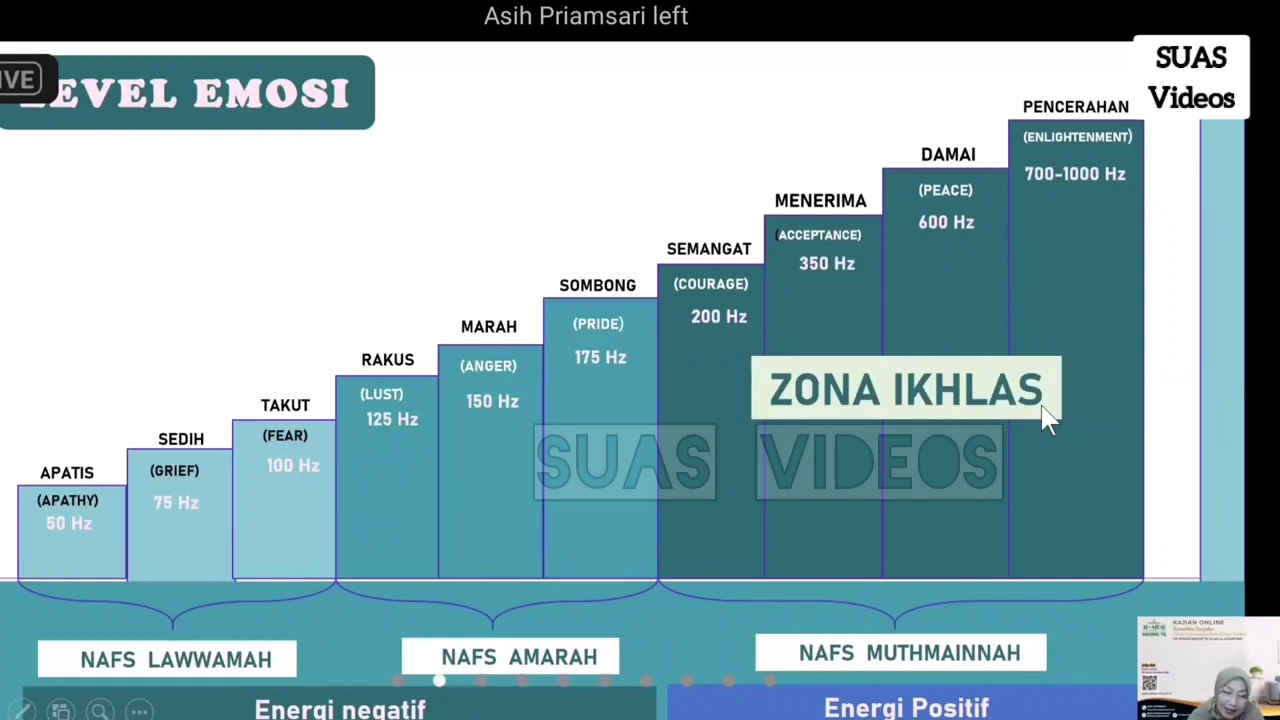 Asih Priamsari left
IVE
LEVEL EMOSI
SUAS
Videos
PENCERAHAN
(ENLIGHTENMENT)
700-1000 Hz
DAMAI
(PEACE)
600 Hz
MENERIMA
(ACCEPTANCE)
350 Hz
SEMANGAT
(COURAGE)
200 Hz
SOMBONG
(PRIDE)
175 Hz
MARAH
(ANGER)
150 Hz
RAKUS
(LUST)
125 Hz
TAKUT
(FEAR)
100 Hz
SEDIH
(GRIEF)
75 Hz
APATIS
(APATHY)
50 Hz
ZONA IKHLAS
SUAS VIDEOS
NAFS LAWWAMAH
NAFS AMARAH
NAFS MUTHMAINNAH
Energi negatif
Energi Positif
KAJIAN ONLINE